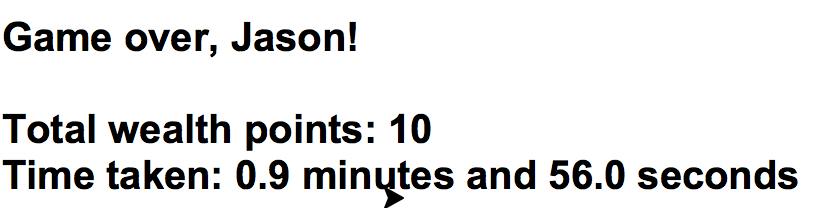 Game over, Jason!
Total wealth points: 10
Time taken: 0.9 minutes and 56.0 seconds